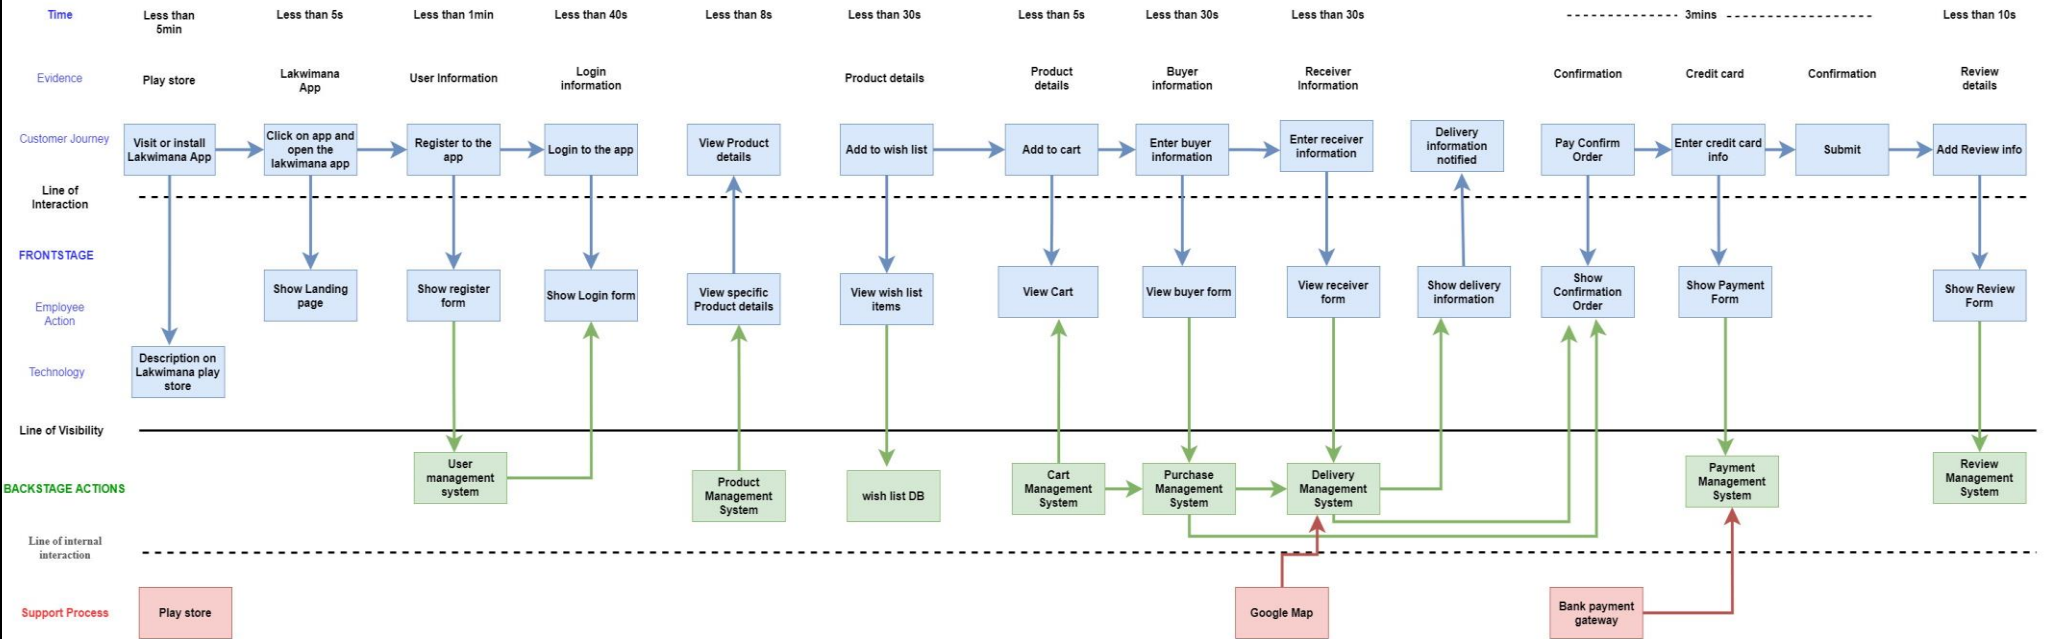 Time
Less than
5min
Less than 5s
Less than 1min
Less than 40s
Less than 8s
Less than 30s
Less than 5s
Less than 30s
Less than 30s
3mins
Less than 10s
Evidence
Play store
Lakwimana
App
User Information
Login
information
Product details
Product
details
Buyer
information
Receiver
Information
Confirmation
Credit card
Confirmation
Review
details
Customer Journey
Visit or install
Lakwimana App
Click on app and
open the
lakwimana app
Register to the
app
Login to the app
View Product
details
Add to wish list
Add to cart
Enter buyer
information
Enter receiver
information
Delivery
information
notified
Pay Confirm
Order
Enter credit card
info
Submit
Add Review info
Line of
Interaction
FRONTSTAGE
Employee
Action
Show Landing
page
Show register
form
Show Login form
View specific
Product details
View wish list
items
View Cart
View buyer form
View receiver
form
Show delivery
information
Show
Confirmation
Order
Show Payment
Form
Show Review
Form
Technology
Description on
Lakwimana play
store
Line of Visibility
BACKSTAGE ACTIONS
User
management
system
Product
Management
System
wish list DB
Cart
Management
System
Purchase
Management
System
Delivery
Management
System
Payment
Management
System
Review
Management
System
Line of internal
interaction
Support Process
Play store
Google Map
Bank payment
gateway